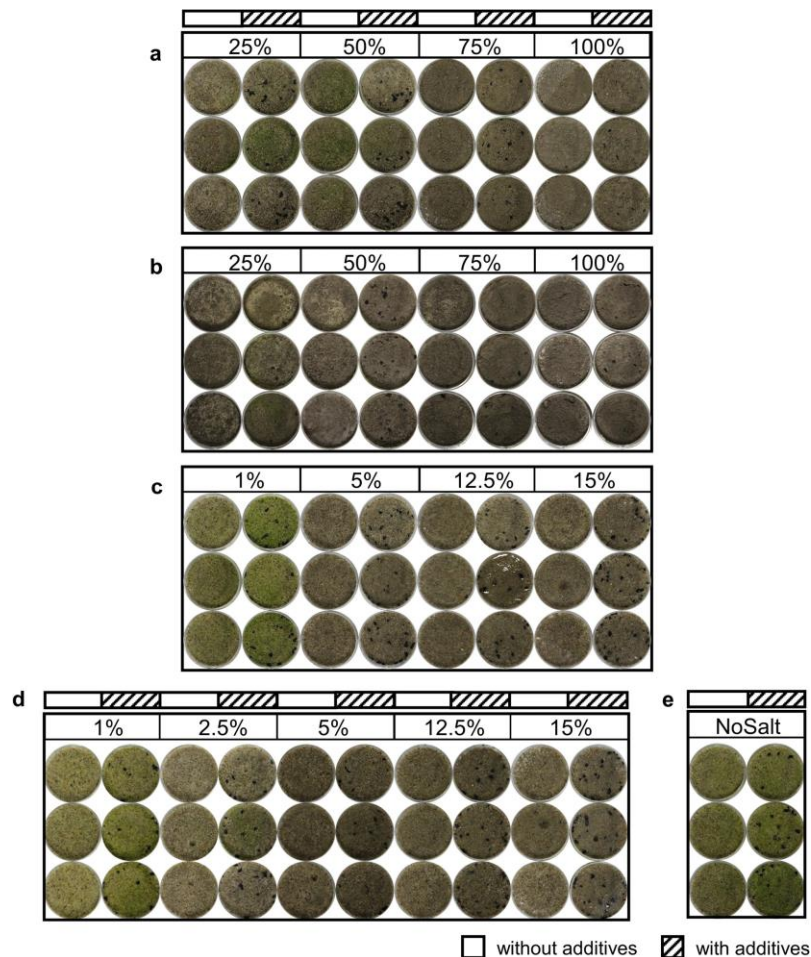 a
25% 50% 75% 100%
b
25% 50% 75% 100%
c
1% 5% 12.5% 15%
d
1% 2.5% 5% 12.5% 15%
e
NoSalt
without additives with additives